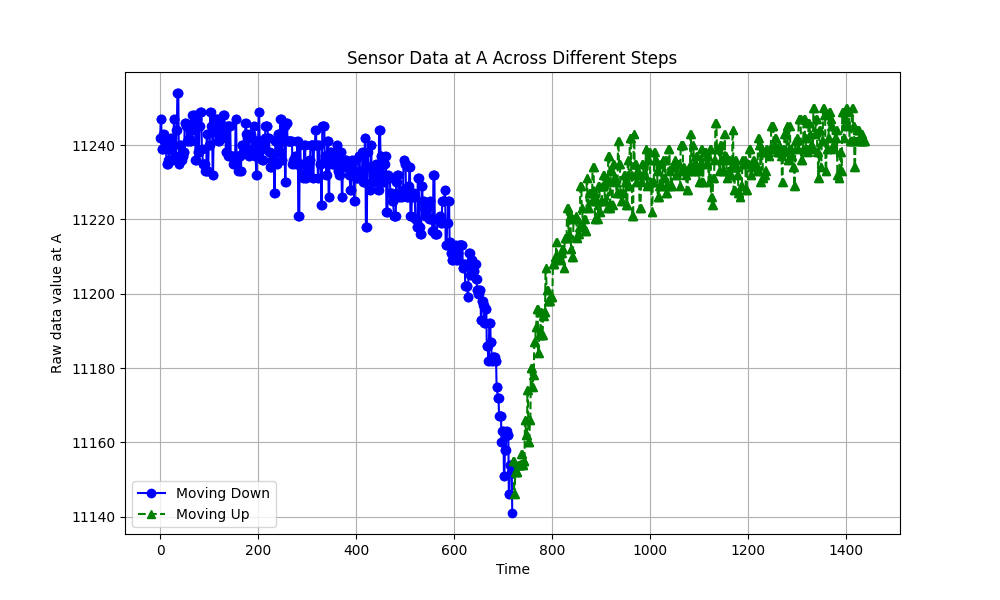 Sensor Data at A Across Different Steps
Raw data value at A
11240
11220
11200
11180
11160
11140
Moving Down
Moving Up
0 200 400 600 800 1000 1200 1400
Time